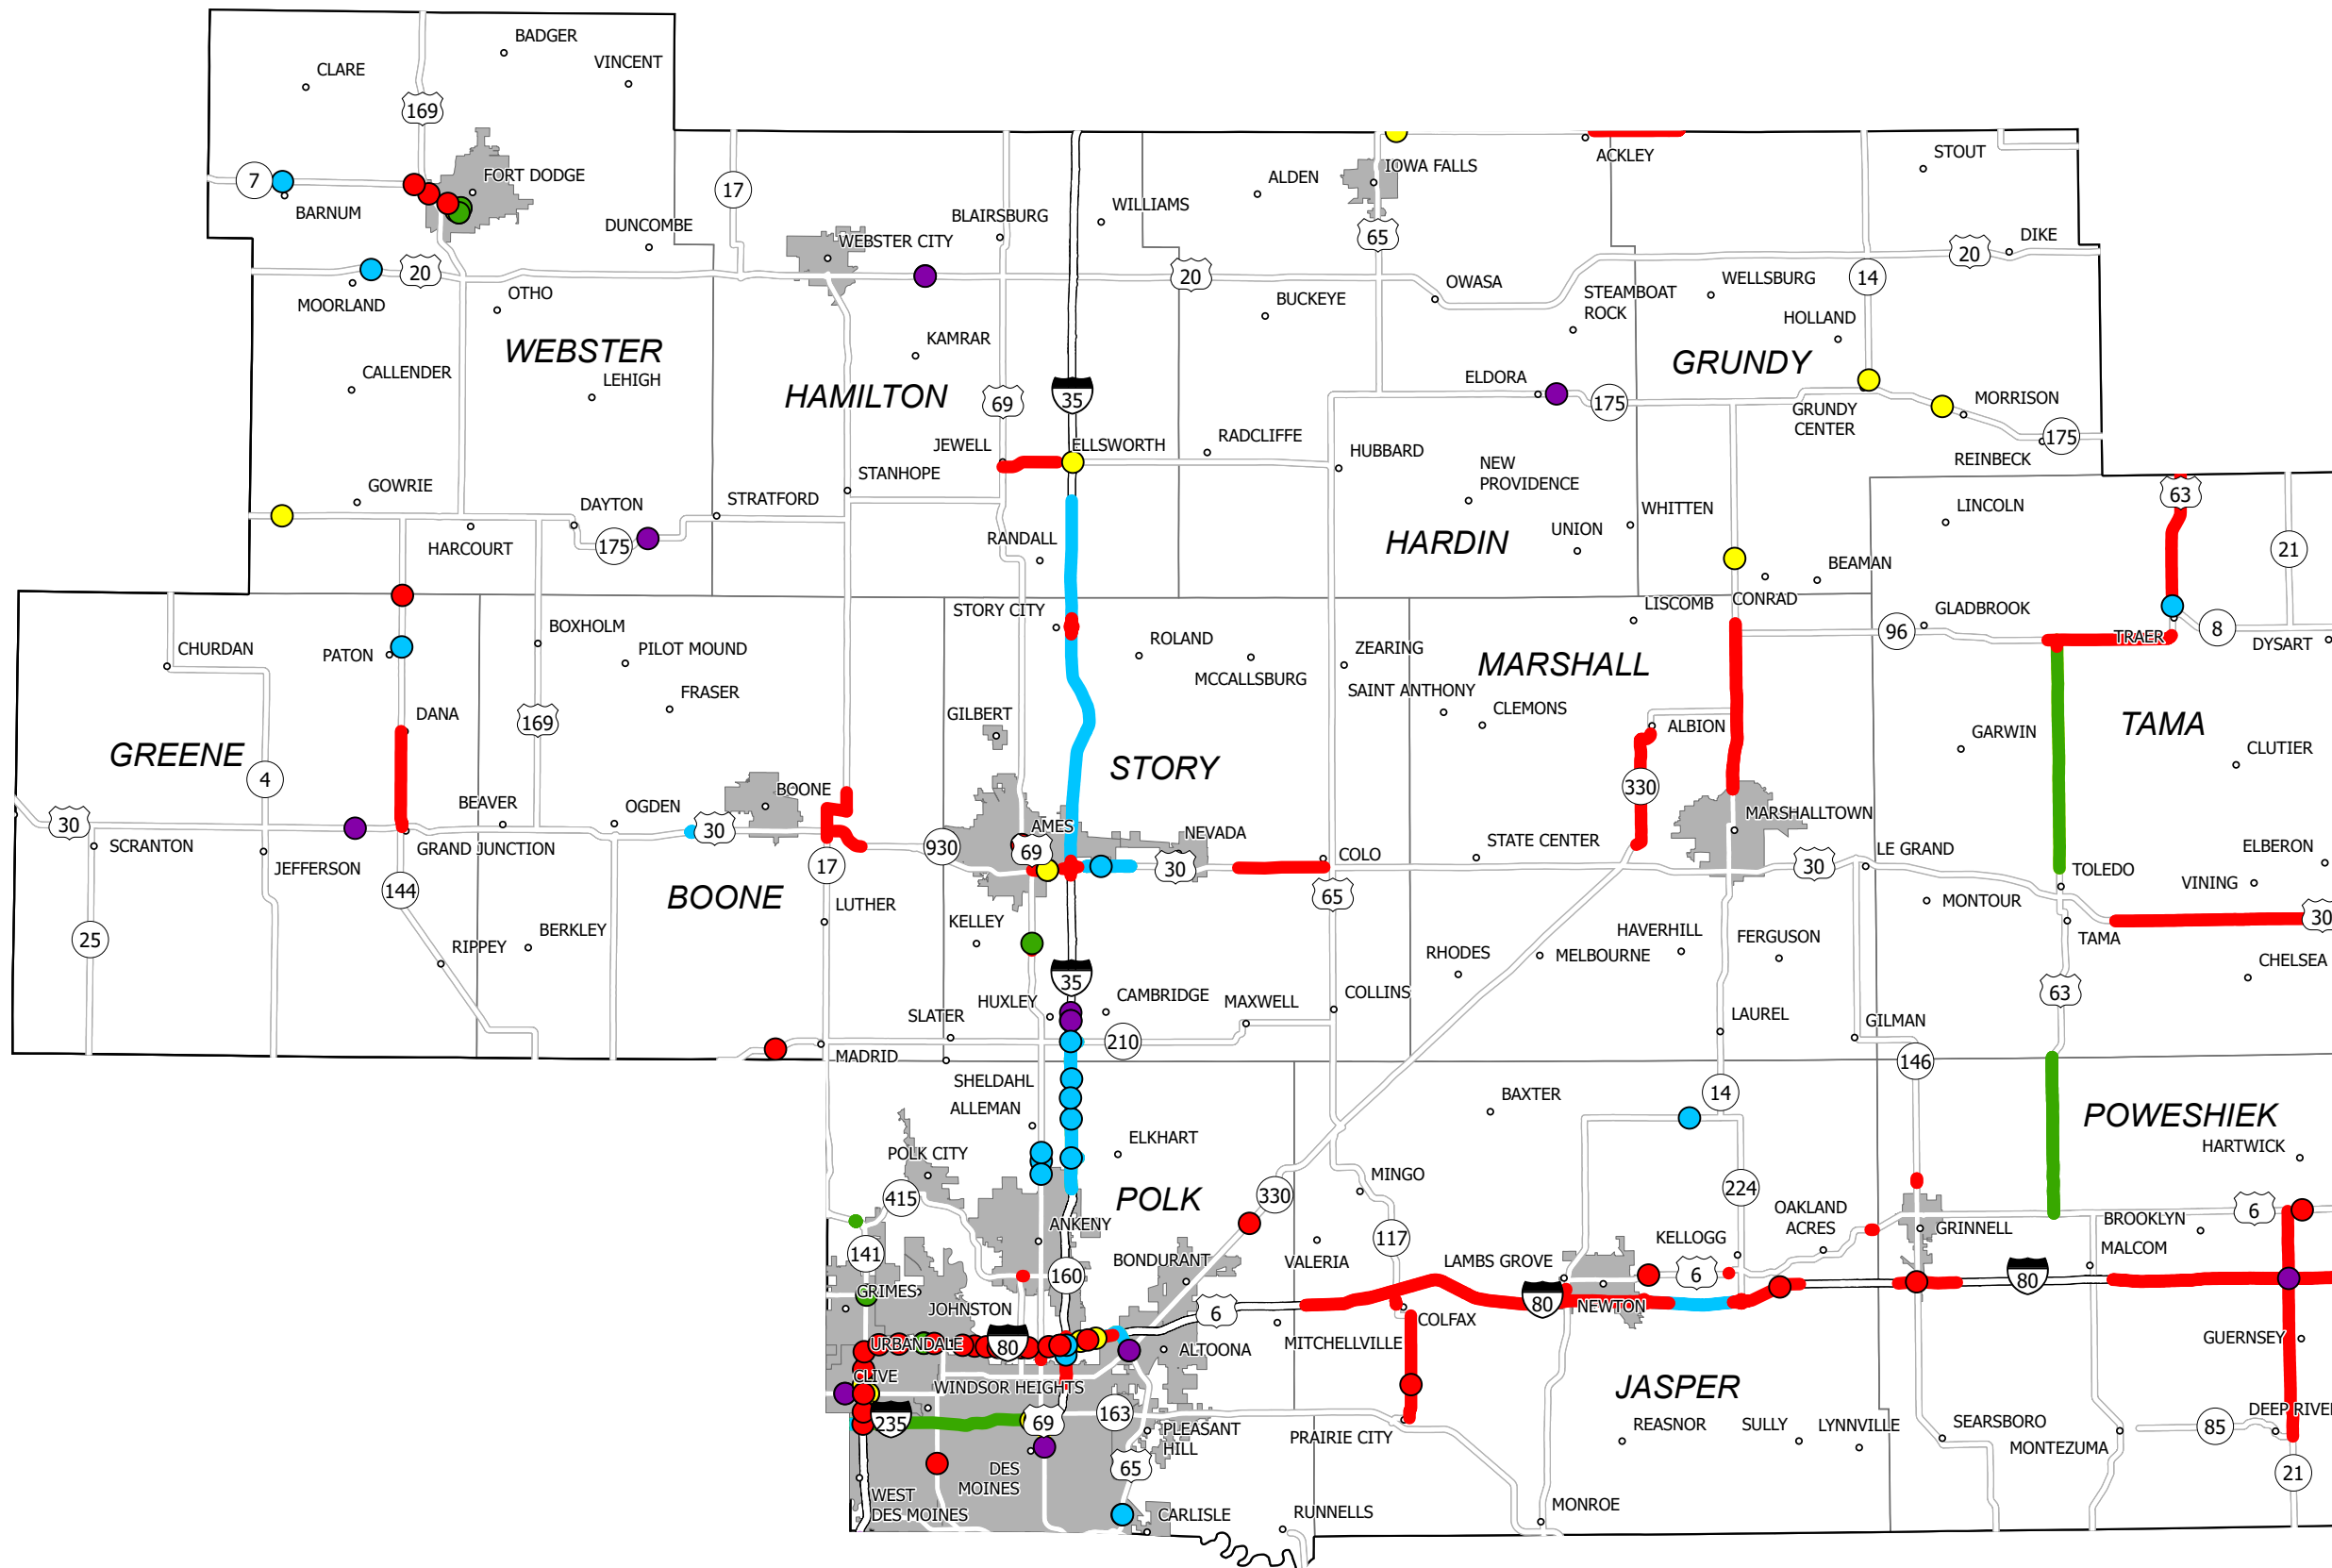 BADGER
VINCENT
CLARE
169
FORT DODGE
7
BARNUM
17
STOUT
ACKLEY
IOWA FALLS
ALDEN
WILLIAMS
BLAIRSBURG
DUNCOMBE
WEBSTER CITY
65
DIKE
20
MOORLAND
OTHO
20
20
14
OWASA
BUCKEYE
STEAMBOAT
ROCK
WELLSBURG
HOLLAND
WEBSTER
KAMRAR
GRUNDY
CALLENDER
LEHIGH
HAMILTON
69
35
ELDORA
175
GRUNDY
CENTER
MORRISON
175
REINBECK
JEWELL
ELLSWORTH
RADCLIFFE
HUBBARD
NEW
PROVIDENCE
STANHOPE
GOWRIE
DAYTON
STRATFORD
63
LINCOLN
WHITTEN
UNION
HARDIN
HARCOURT
175
RANDALL
21
BEAMAN
CONRAD
LISCOMB
GLADBROOK
96
TRAER
8
DYSART
STORY CITY
ROLAND
ZEARING
MCCALLSBURG
SAINT ANTHONY
CLEMONS
MARSHALL
ALBION
CHURDAN
PATON
BOXHOLM
PILOT MOUND
FRASER
DANA
169
GILBERT
GREENE
4
STORY
330
GARWIN
TAMA
CLUTIER
30
SCRANTON
JEFFERSON
BEAVER
GRAND JUNCTION
OGDEN
30
BOONE
17
930
AMES
69
NEVADA
30
COLO
STATE CENTER
MARSHALLTOWN
30
LE GRAND
ELBERON
VINING
TOLEDO
144
BOONE
LUTHER
KELLEY
65
MONTOUR
30
TAMA
25
RIPPEY
BERKLEY
RHODES
MELBOURNE
HAVERHILL
FERGUSON
CHELSEA
35
HUXLEY
CAMBRIDGE
MAXWELL
COLLINS
63
SLATER
210
MADRID
LAUREL
GILMAN
146
SHELDAHL
ALLEMAN
BAXTER
14
POWESHIEK
HARTWICK
ELKHART
POLK CITY
415
POLK
330
MINGO
224
ANKENY
141
160
BONDURANT
VALERIA
117
LAMBS GROVE
KELLOGG
OAKLAND
ACRES
GRINNELL
BROOKLYN
6
MALCOM
GRIMES
JOHNSTON
6
80
NEWTON
6
80
URBANDALE
80
ALTOONA
MITCHELLVILLE
COLFAX
GUERNSEY
CLIVE
WINDSOR HEIGHTS
JASPER
235
69
163
PLEASANT
HILL
PRAIRIE CITY
REASNOR
SULLY
LYNNVILLE
SEARSBORO
MONTEZUMA
85
DEEP RIVE
21
DES
MOINES
65
WEST
DES MOINES
CARLISLE
RUNNELLS
MONROE